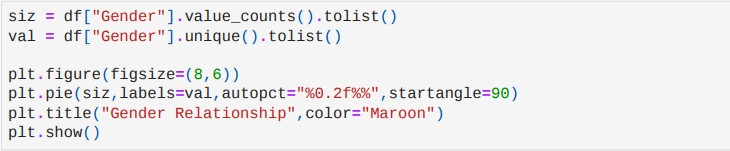 siz = df["Gender"].value_counts().tolist()
val = df["Gender"].unique().tolist()
plt.figure(figsize=(8,6))
plt.pie(siz,labels=val,autopct="%0.2f%%",startangle=90)
plt.title("Gender Relationship",color="Maroon")
plt.show()